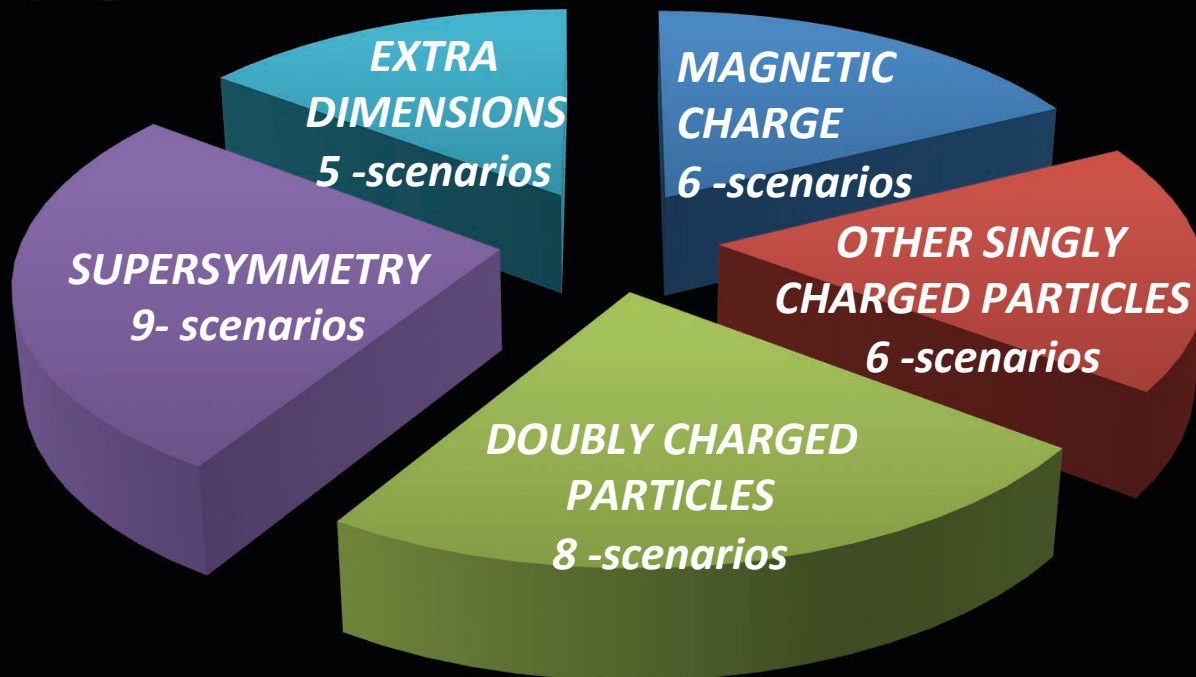 EXTRA
DIMENSIONS
5 -scenarios
MAGNETIC
CHARGE
6 -scenarios
OTHER SINGLY
CHARGED PARTICLES
6 -scenarios
DOUBLY CHARGED
PARTICLES
8 -scenarios
SUPERSYMMETRY
9- scenarios